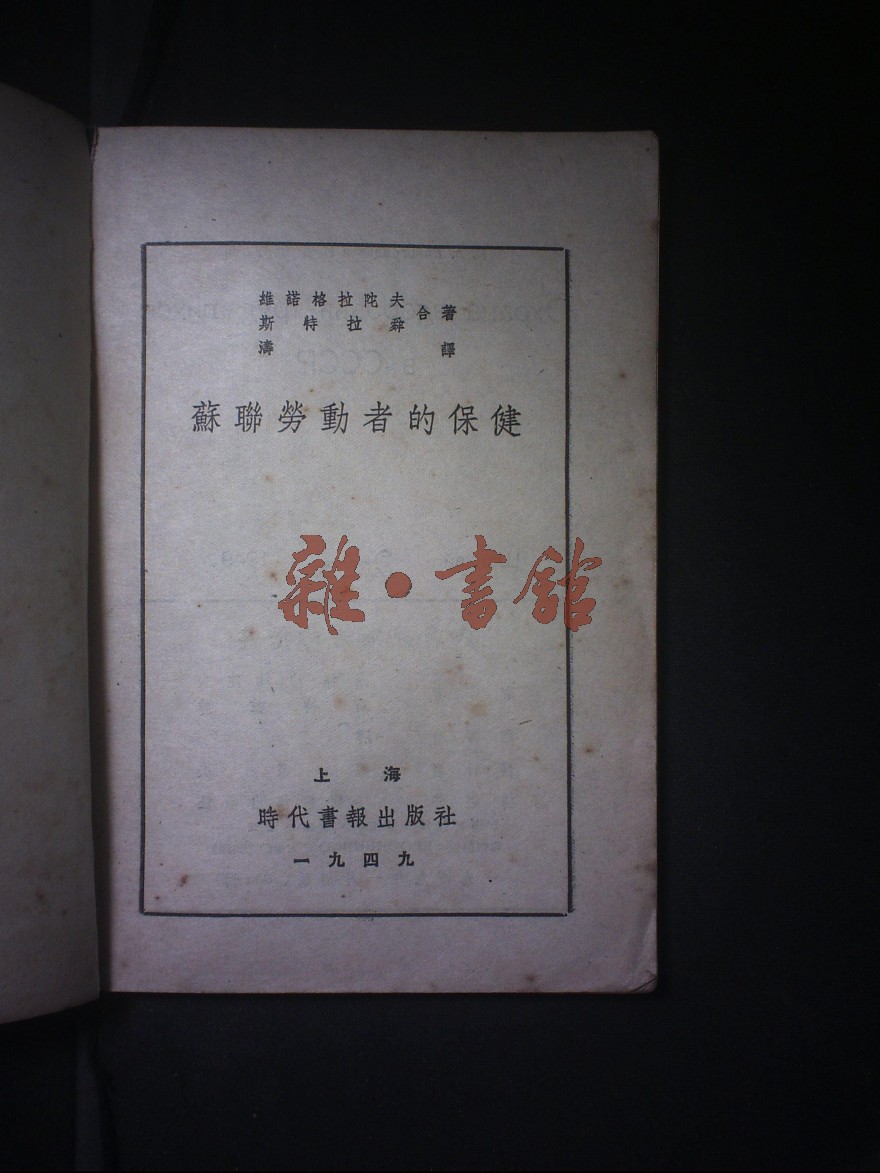 維諾格拉陀夫
斯特拉舜 合著
濤 譯
蘇聯勞動者的保健
雜·書館
上海
時代書報出版社
一九四九